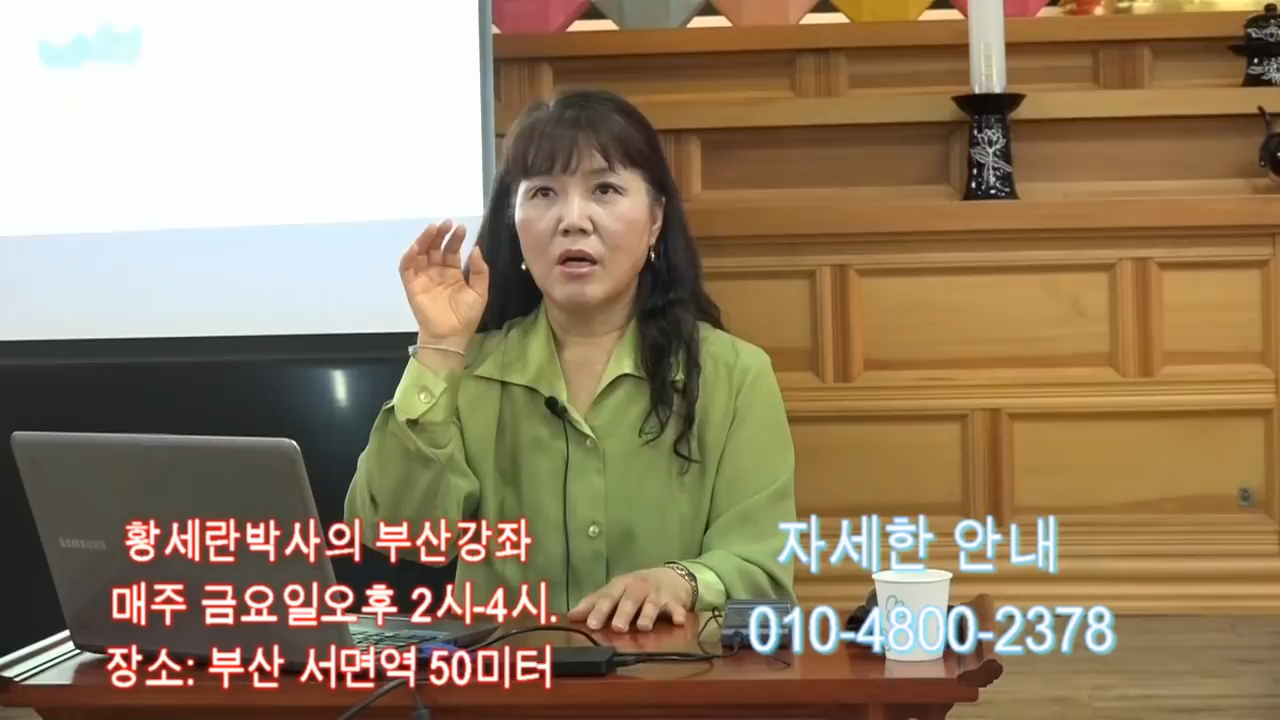 황세란박사의 부산강좌
매주 금요일오후 2시-4시.
장소: 부산 서면역 50미터
자세한 안내
010-4800-2378
SAMSUNG